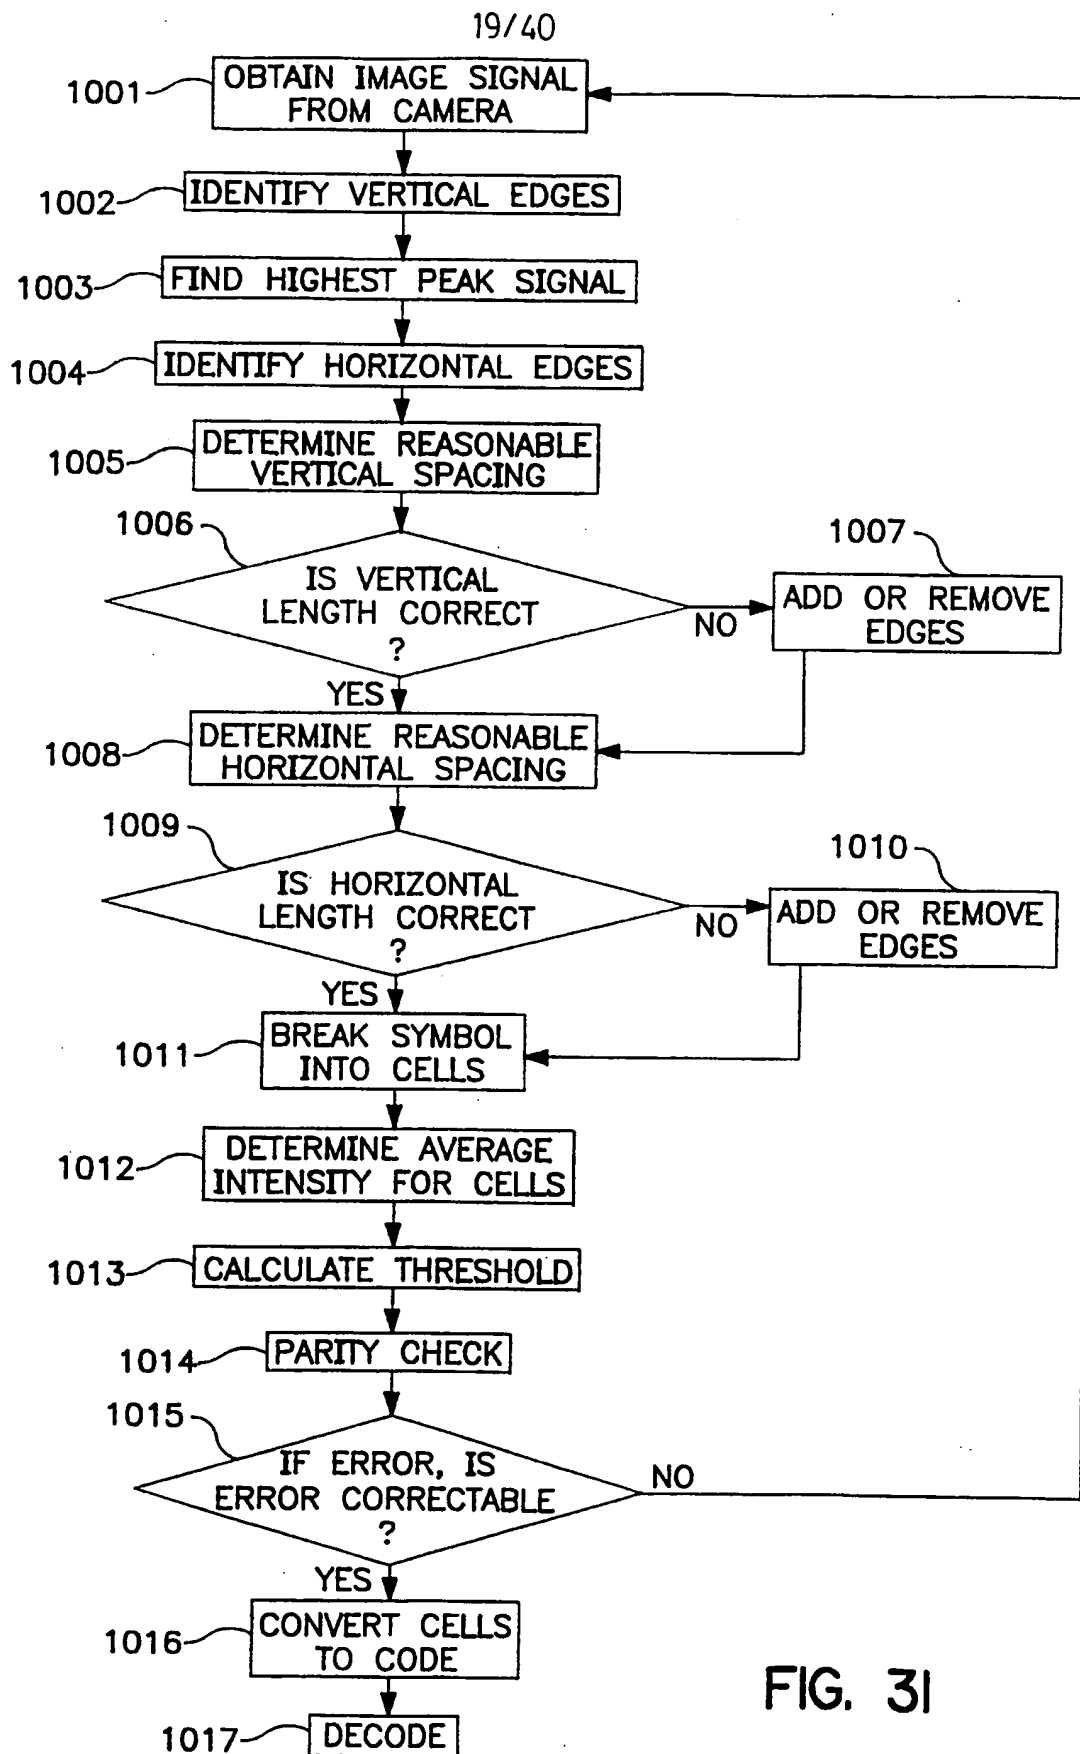 19/40
1001
OBTAIN IMAGE SIGNAL
FROM CAMERA
1002
IDENTIFY VERTICAL EDGES
1003
FIND HIGHEST PEAK SIGNAL
1004
IDENTIFY HORIZONTAL EDGES
1005
DETERMINE REASONABLE
VERTICAL SPACING
1006
IS VERTICAL
LENGTH CORRECT
?
NO
1007
ADD OR REMOVE
EDGES
YES
1008
DETERMINE REASONABLE
HORIZONTAL SPACING
1009
IS HORIZONTAL
LENGTH CORRECT
?
NO
1010
ADD OR REMOVE
EDGES
YES
1011
BREAK SYMBOL
INTO CELLS
1012
DETERMINE AVERAGE
INTENSITY FOR CELLS
1013
CALCULATE THRESHOLD
1014
PARITY CHECK
1015
IF ERROR, IS
ERROR CORRECTABLE
?
NO
YES
1016
CONVERT CELLS
TO CODE
1017
DECODE
FIG. 31